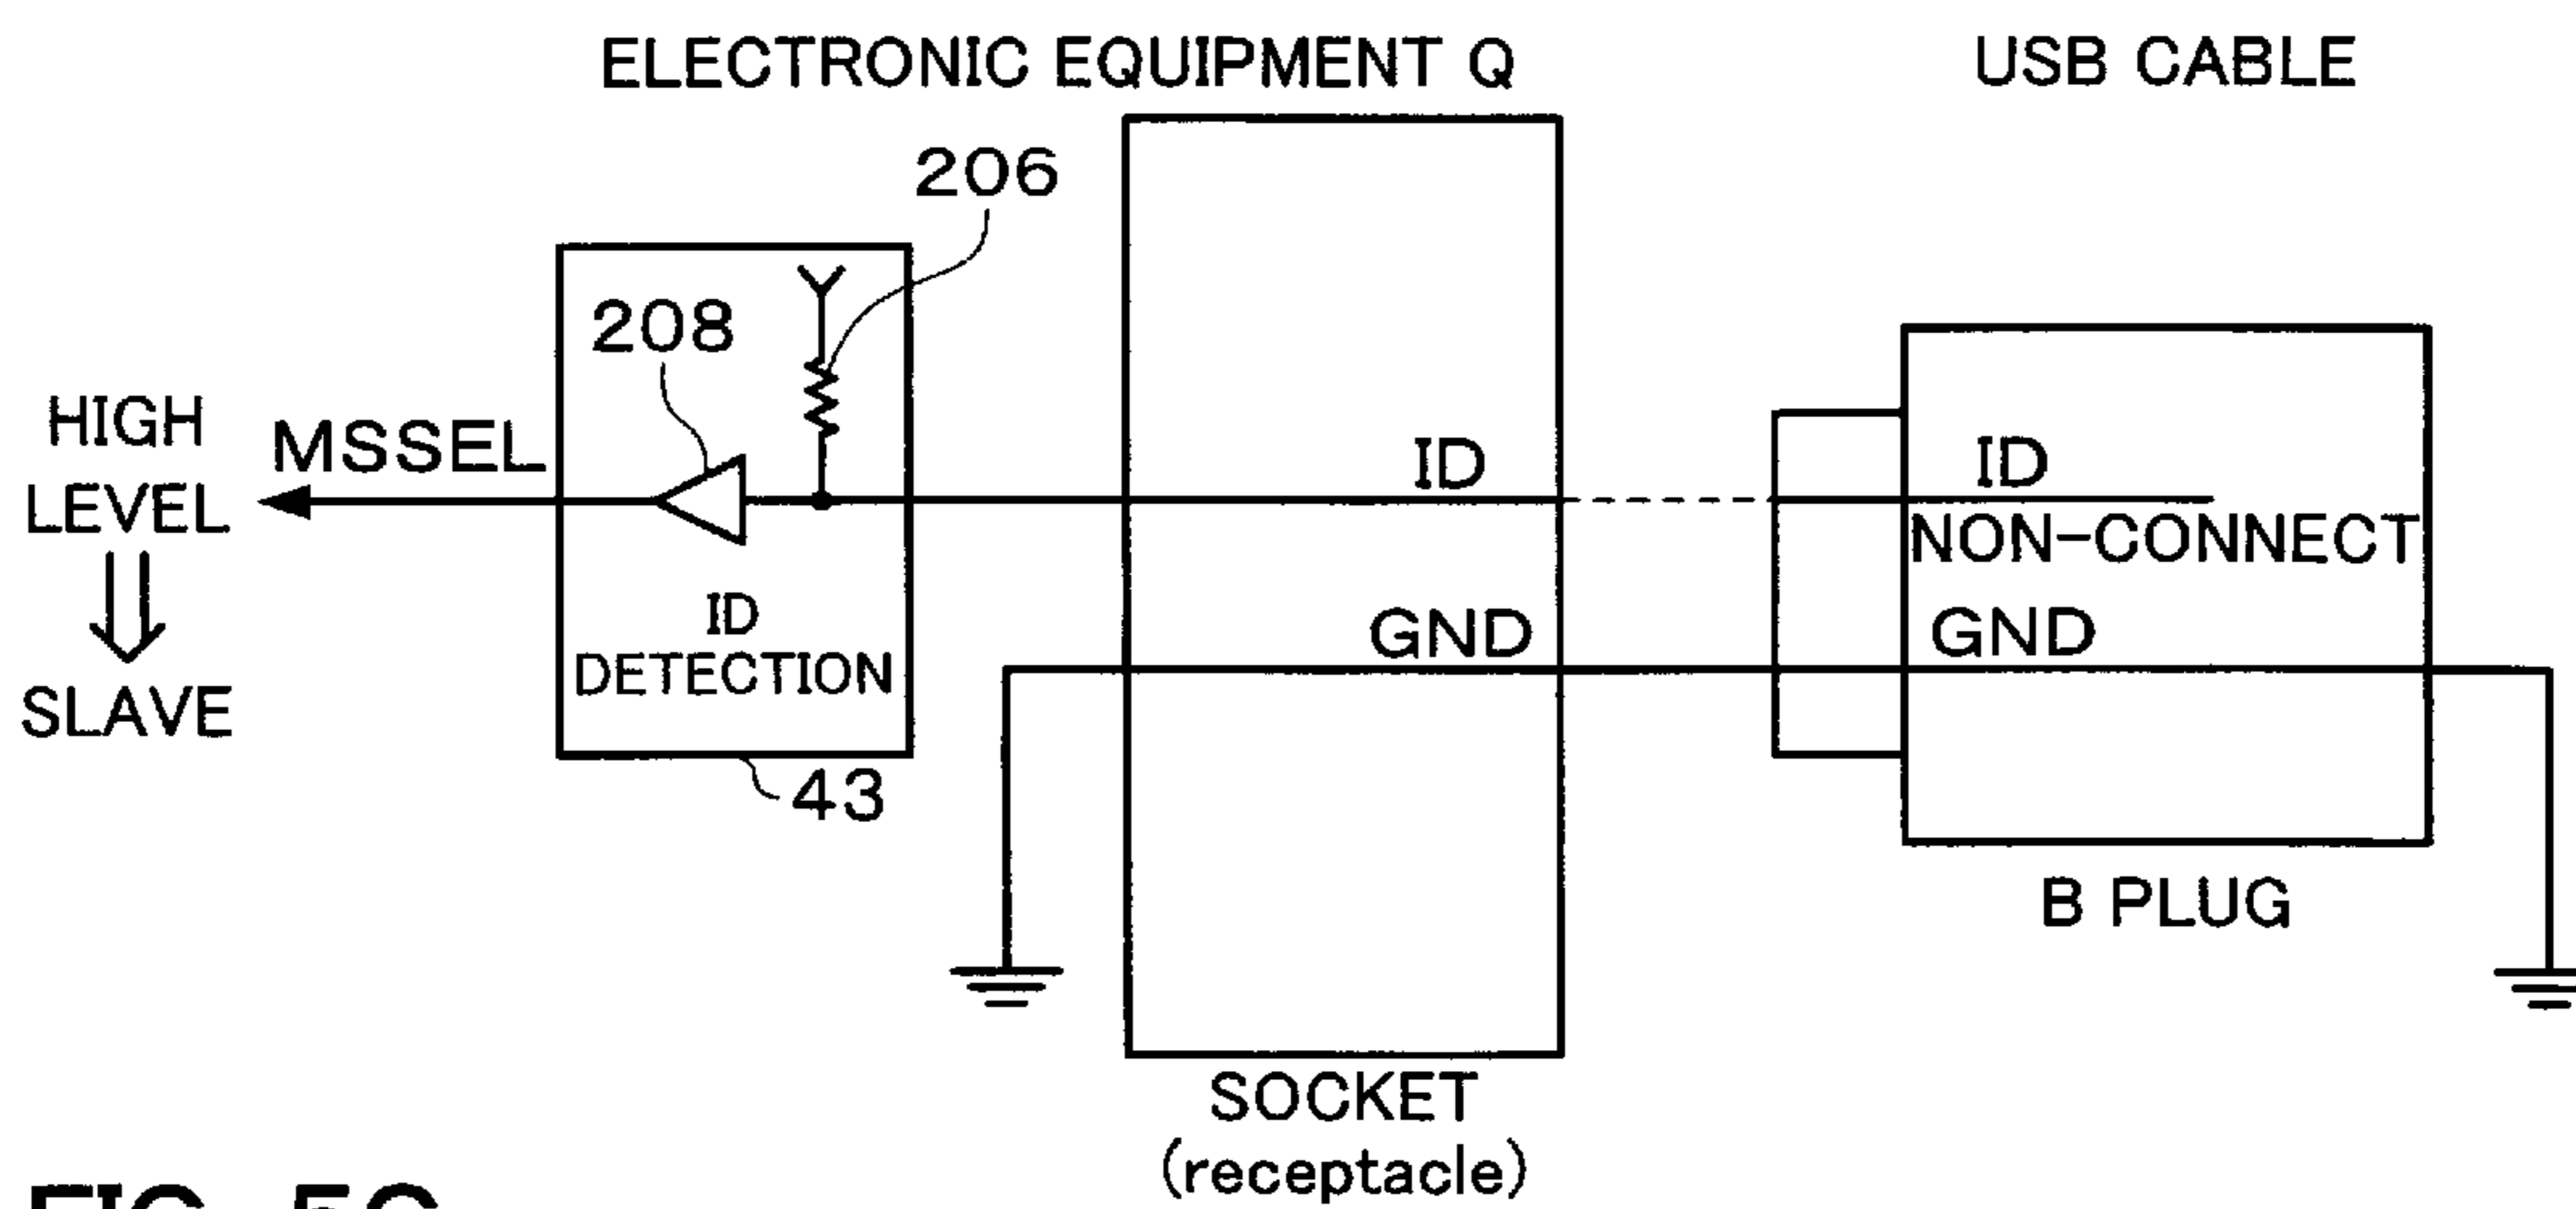 ELECTRONIC EQUIPMENT Q
USB CABLE
206
208
HIGH
LEVEL
SLAVE
MSSEL
ID
DETECTION
43
ID
GND
ID
NON-CONNECT
GND
B PLUG
SOCKET
(receptacle)